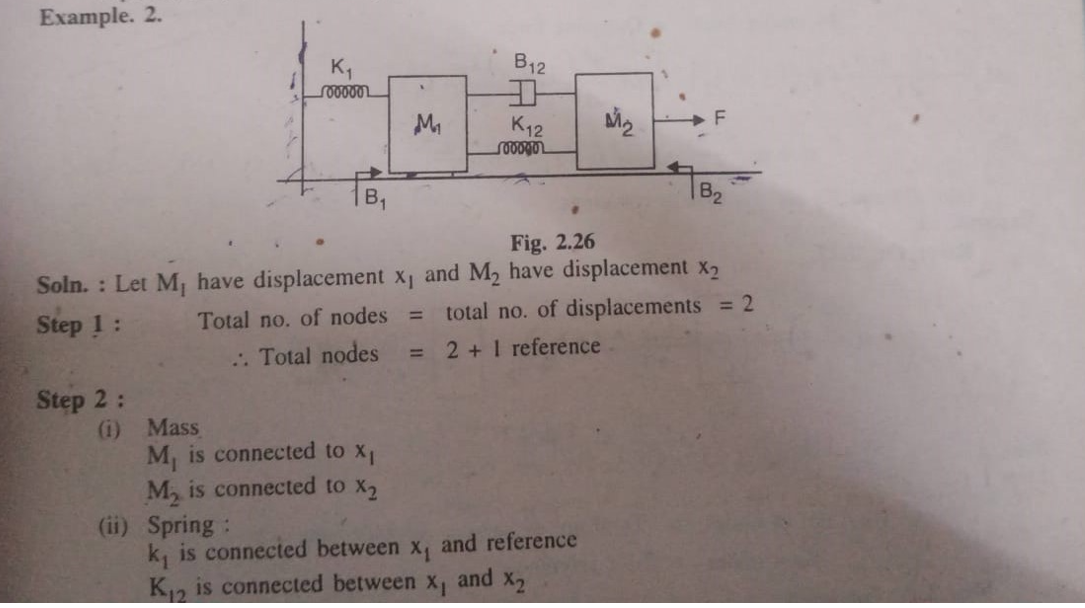 Example. 2.
K₁
B₁₂
M₁
K₁₂
M₂
F
B₁
B₂
Fig. 2.26
Soln. : Let M₁ have displacement x₁ and M₂ have displacement x₂
Step 1 : Total no. of nodes = total no. of displacements = 2
∴ Total nodes = 2 + 1 reference
Step 2 :
(i) Mass
M₁ is connected to x₁
M₂ is connected to x₂
(ii) Spring :
k₁ is connected between x₁ and reference
K₁₂ is connected between x₁ and x₂